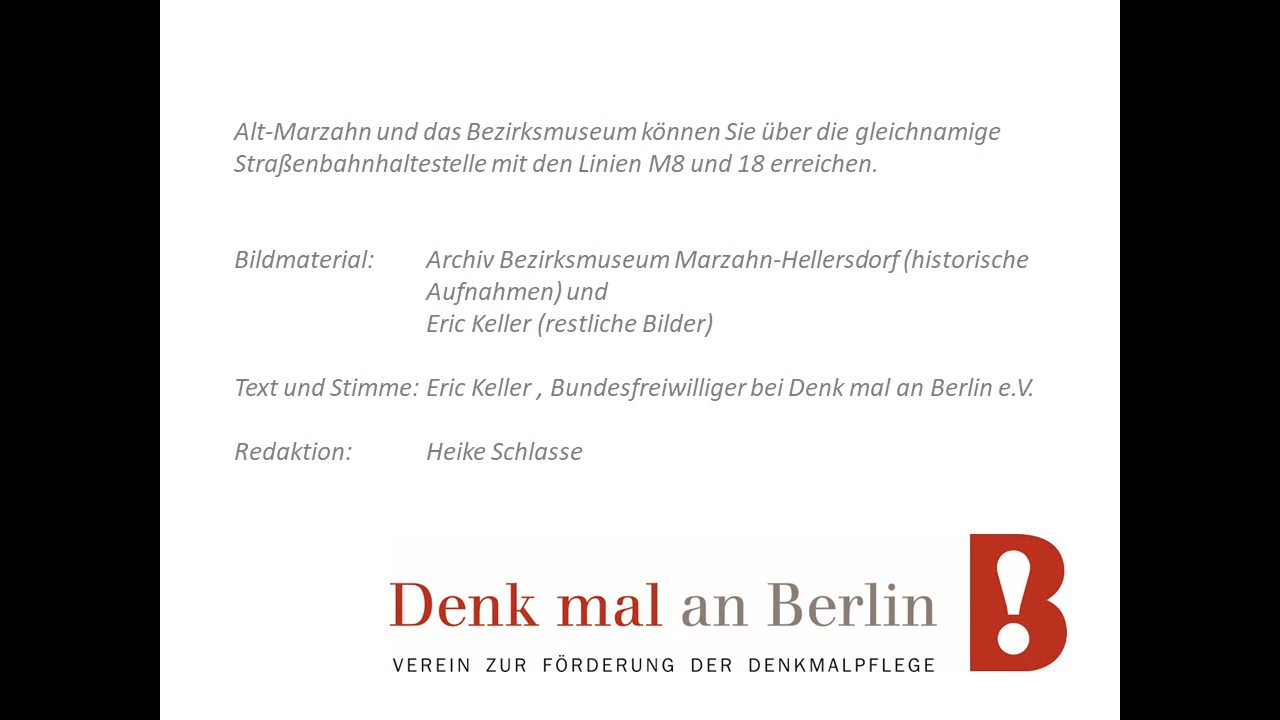 Alt-Marzahn und das Bezirksmuseum können Sie über die gleichnamige
Straßenbahnhaltestelle mit den Linien M8 und 18 erreichen.
Bildmaterial: Archiv Bezirksmuseum Marzahn-Hellersdorf (historische
Aufnahmen) und
Eric Keller (restliche Bilder)
Text und Stimme: Eric Keller , Bundesfreiwilliger bei Denk mal an Berlin e.V.
Redaktion: Heike Schlasse
Denk mal an Berlin
VEREIN ZUR FÖRDERUNG DER DENKMALPFLEGE
B!